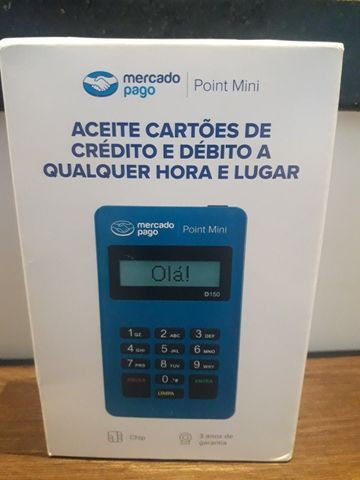 mercado pago | Point Mini
ACEITE CARTÕES DE
CRÉDITO E DÉBITO A
QUALQUER HORA E LUGAR
mercado pago | Point Mini
Olá!
D150
1 QZ 2 ABC 3 DEF
4 GHI 5 JKL 6 MNO
7 PRS 8 TUV 9 WXY
0
ENTRA
LIMPA
Chip
3 anos de
garantia